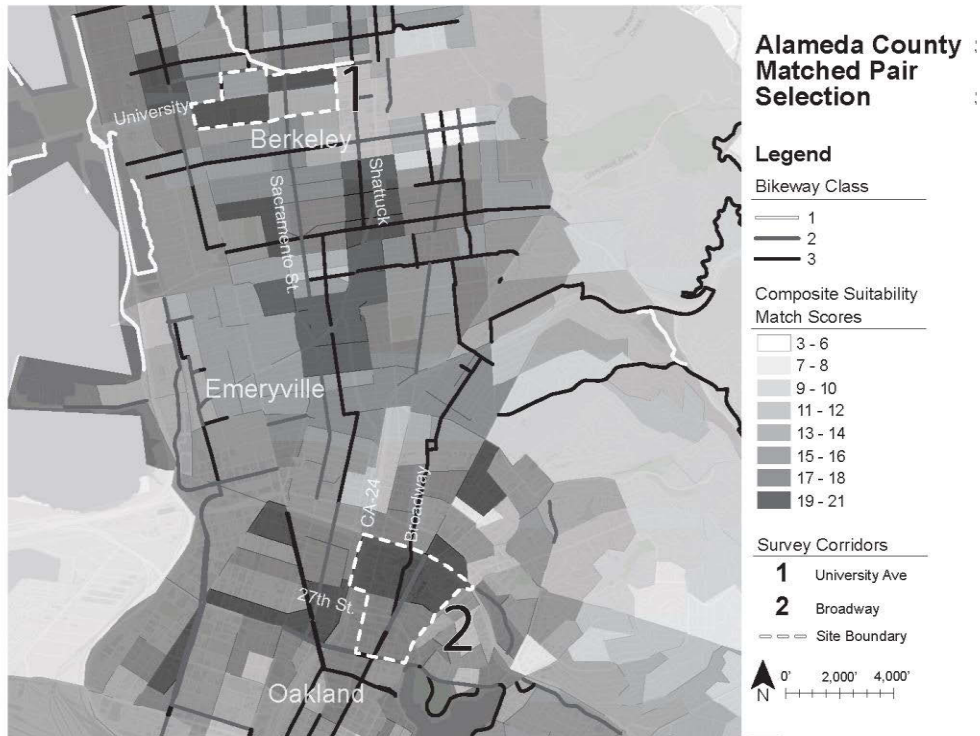 Alameda County
Matched Pair
Selection
Legend
Bikeway Class
1
2
3
Composite Suitability
Match Scores
3 - 6
7 - 8
9 - 10
11 - 12
13 - 14
15 - 16
17 - 18
19 - 21
Survey Corridors
1 University Ave
2 Broadway
Site Boundary
N 0' 2,000' 4,000'
1
University
Berkeley
Sacramento St.
Shattuck
Emeryville
CA-24
Broadway
27th St.
2
Oakland